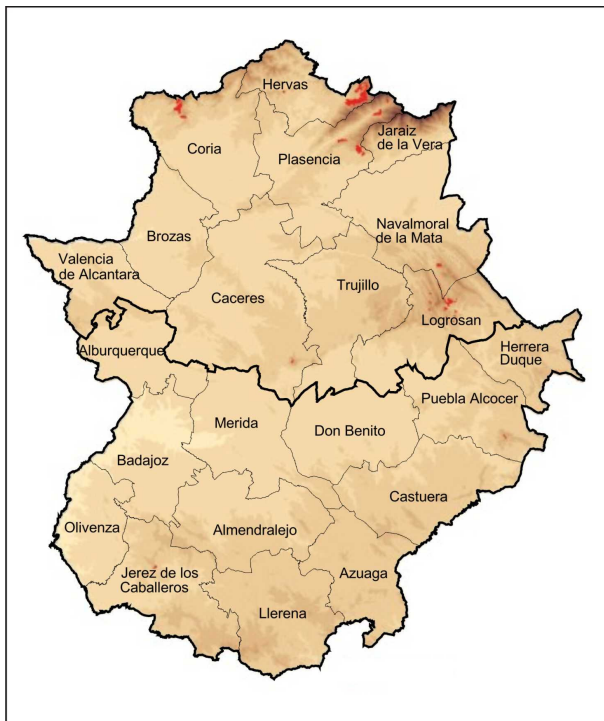 Hervas
Jaraiz
de la Vera
Coria
Plasencia
Navalmoral
de la Mata
Brozas
Valencia
de Alcantara
Trujillo
Caceres
Logrosan
Herrera
Duque
Alburquerque
Puebla Alcocer
Merida
Don Benito
Badajoz
Castuera
Olivenza
Almendralejo
Azuaga
Jerez de los
Caballeros
Llerena